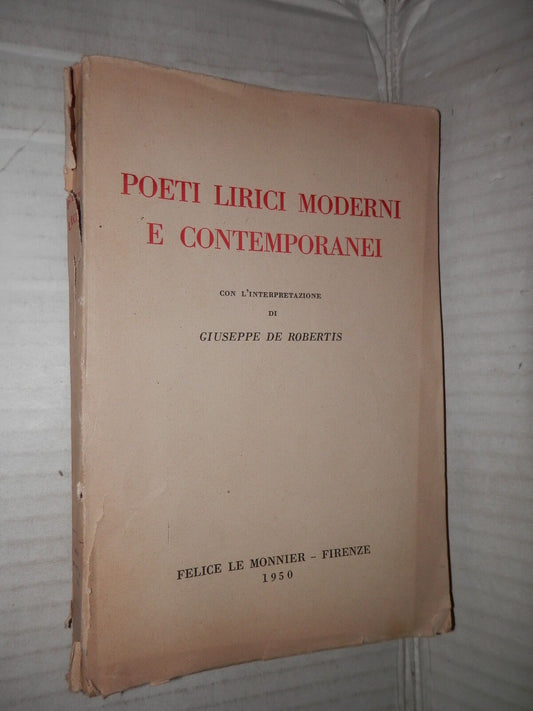 POETI LIRICI MODERNI
E CONTEMPORANEI
CON L'INTERPRETAZIONE
DI
GIUSEPPE DE ROBERTIS
FELICE LE MONNIER – FIRENZE
1950